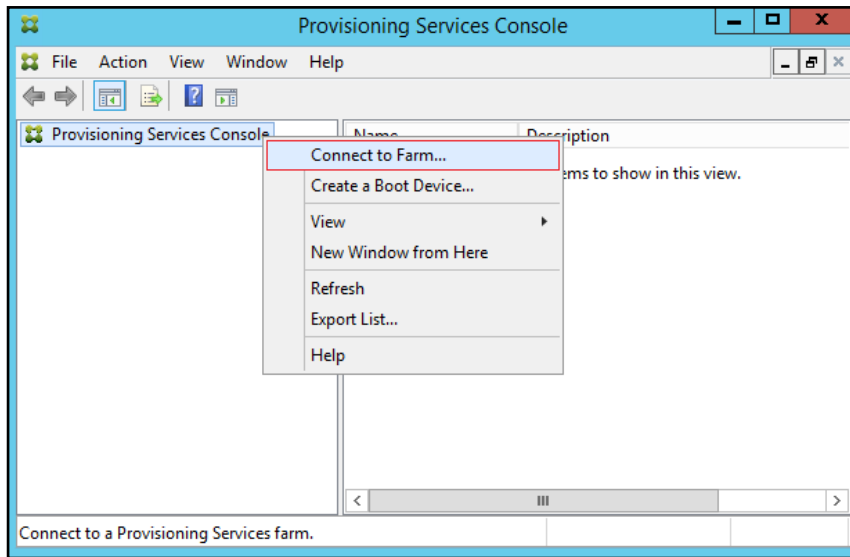 Provisioning Services Console
File Action View Window Help
Provisioning Services Console
Name Description
Connect to Farm...
ems to show in this view.
Create a Boot Device...
View
New Window from Here
Refresh
Export List...
Help
Connect to a Provisioning Services farm.